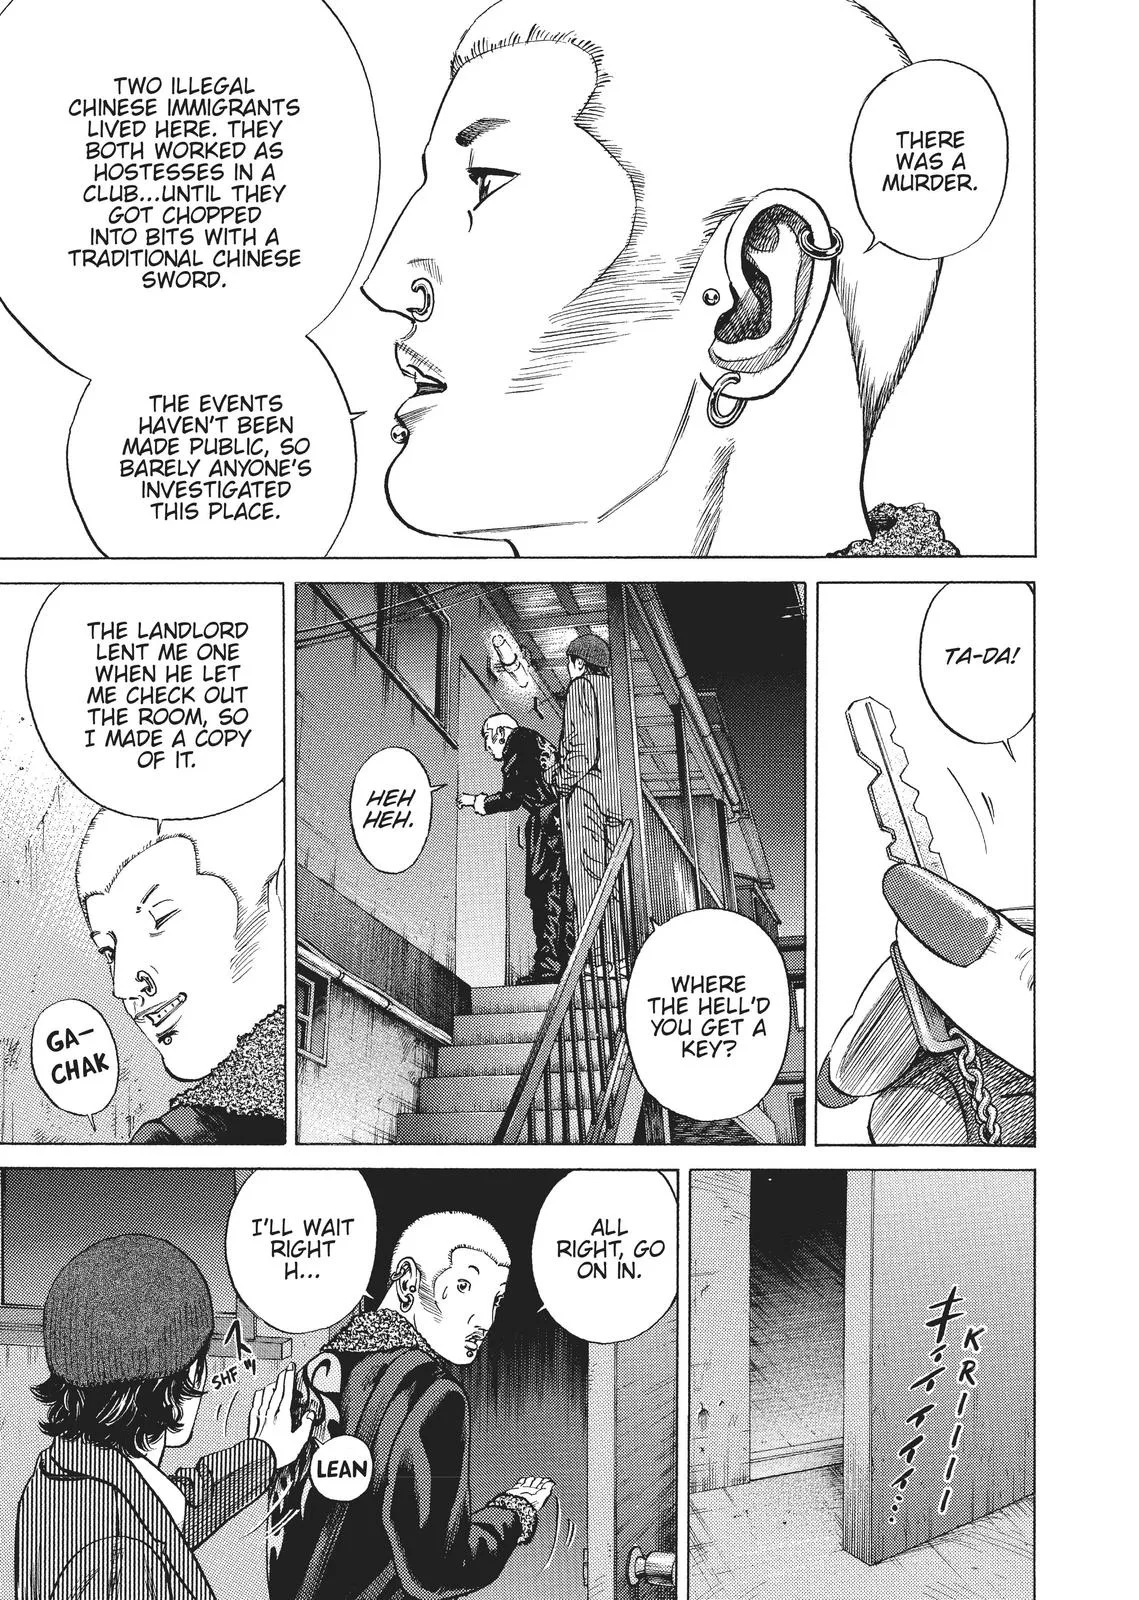 THERE
WAS A
MURDER.
TWO ILLEGAL
CHINESE IMMIGRANTS
LIVED HERE. THEY
BOTH WORKED AS
HOSTESSES IN A
CLUB...UNTIL THEY
GOT CHOPPED
INTO BITS WITH A
TRADITIONAL CHINESE
SWORD.
THE EVENTS
HAVEN'T BEEN
MADE PUBLIC, SO
BARELY ANYONE'S
INVESTIGATED
THIS PLACE.
TA-DA!
WHERE
THE HELL'D
YOU GET A
KEY?
HEH
HEH.
THE LANDLORD
LENT ME ONE
WHEN HE LET
ME CHECK OUT
THE ROOM, SO
I MADE A COPY
OF IT.
GA-
CHAK
KRIIIII
ALL
RIGHT, GO
ON IN.
I'LL WAIT
RIGHT
H...
SHF
LEAN